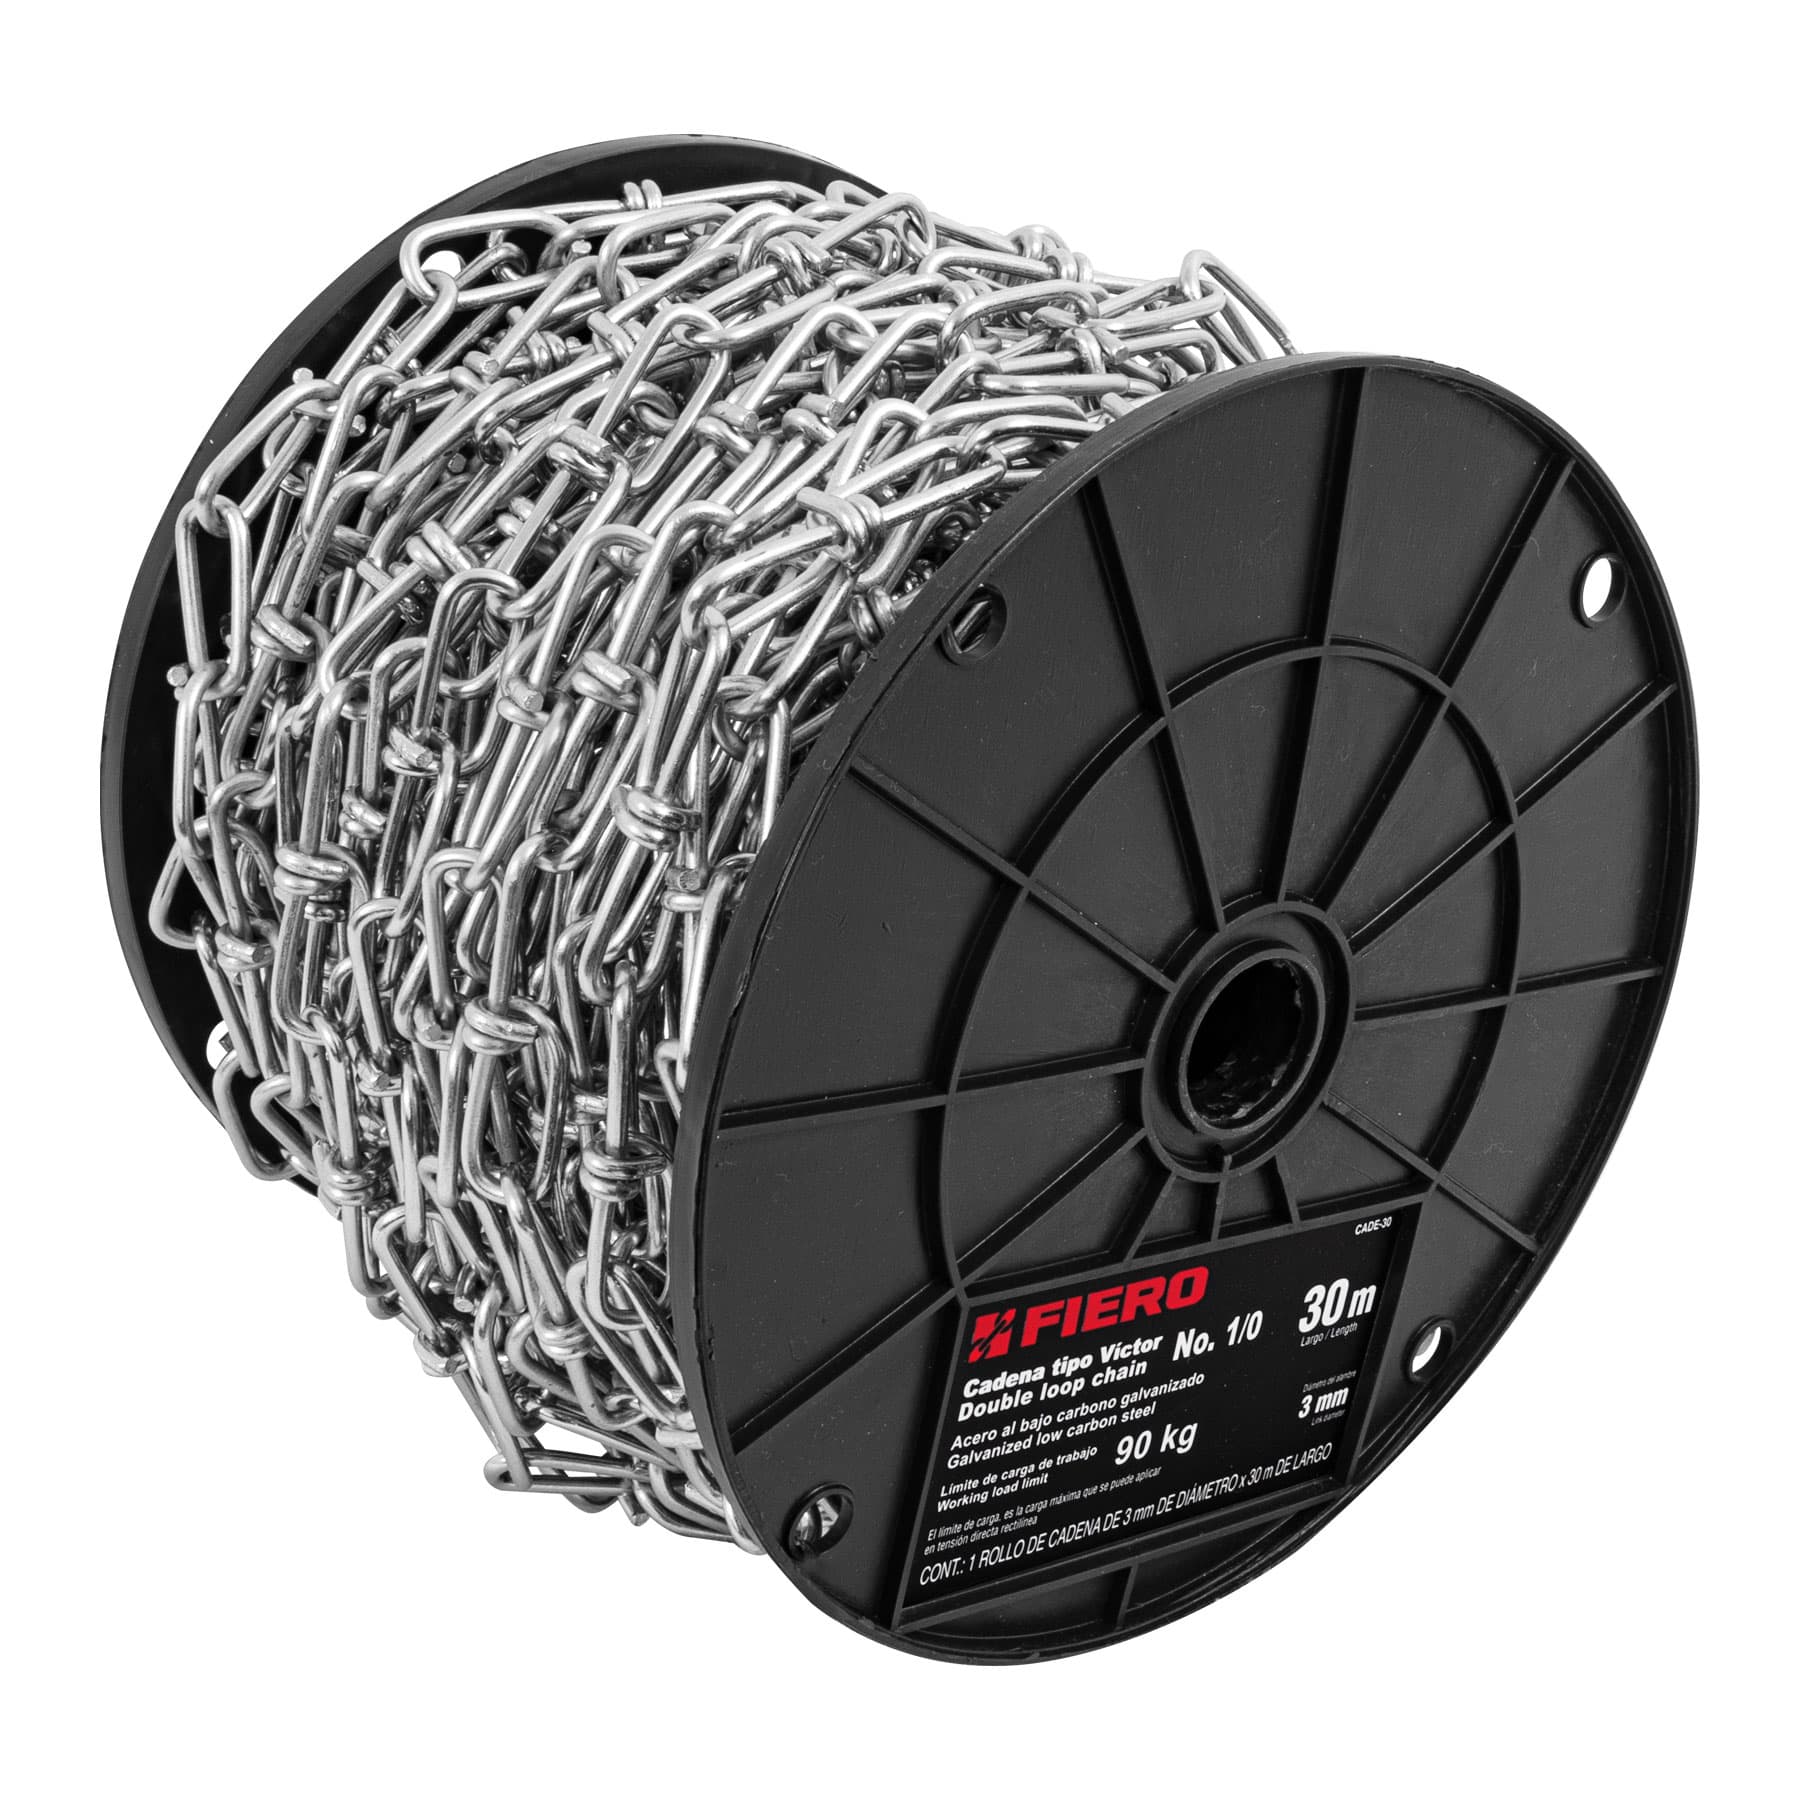 CADE-30
FIERO
Cadena tipo Víctor
Double loop chain
No. 1/0
30 m
Largo / Length
Acero al bajo carbono galvanizado
Galvanized low carbon steel
Diámetro del alambre
3 mm
Link diameter
Límite de carga de trabajo
Working load limit
90 kg
El límite de carga, es la carga máxima que se puede aplicar
en tensión directa rectilínea
CONT.: 1 ROLLO DE CADENA DE 3 mm DE DIÁMETRO x 30 m DE LARGO